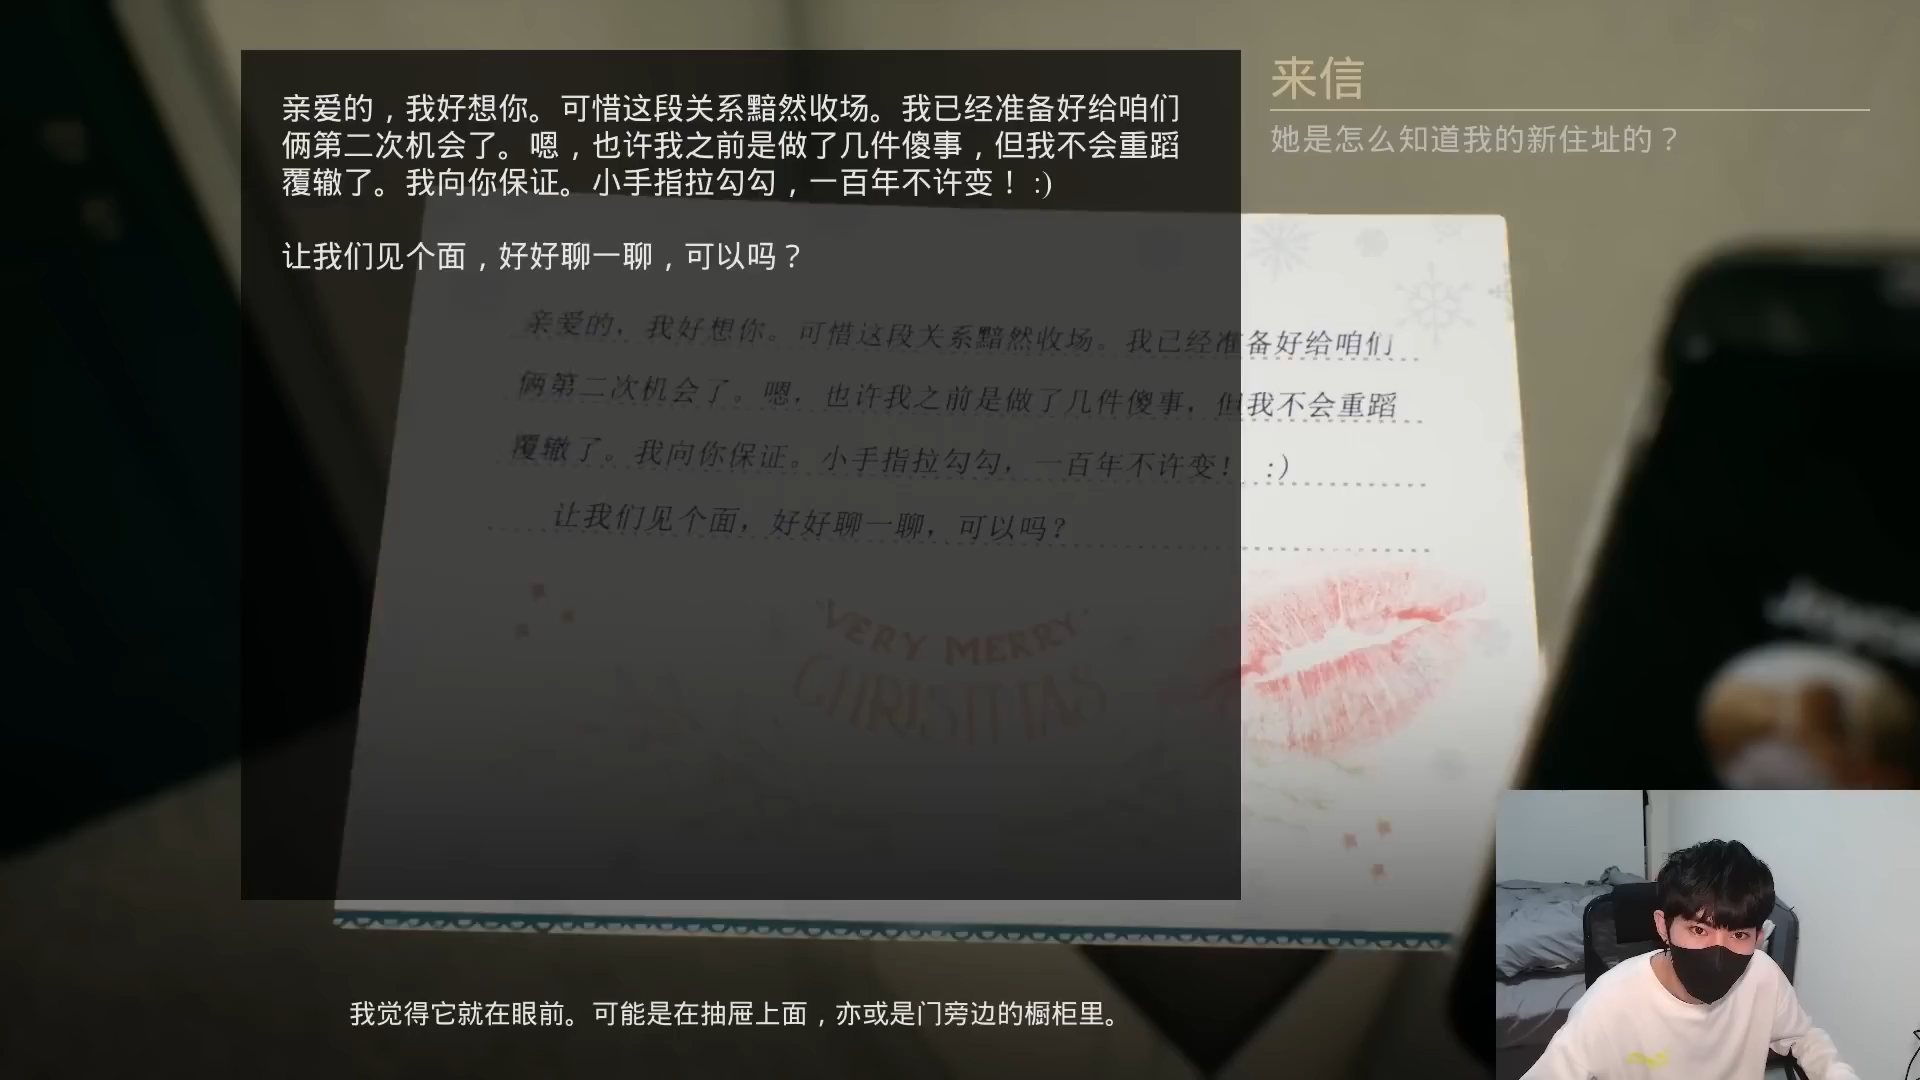 亲爱的，我好想你。可惜这段关系黯然收场。我已经准备好给咱们
俩第二次机会了。嗯，也许我之前是做了几件傻事，但我不会重蹈
覆辙了。我向你保证。小手指拉勾勾，一百年不许变！:)
让我们见个面，好好聊一聊，可以吗？
来信
她是怎么知道我的新住址的？
亲爱的，我好想你。可惜这段关系黯然收场。我已经准备好给咱们
俩第二次机会了。嗯，也许我之前是做了几件傻事，但我不会重蹈
覆辙了。我向你保证。小手指拉勾勾，一百年不许变！:)
让我们见个面，好好聊一聊，可以吗？
VERY MERRY
CHRISTMAS
我觉得它就在眼前。可能是在抽屉上面，亦或是门旁边的橱柜里。